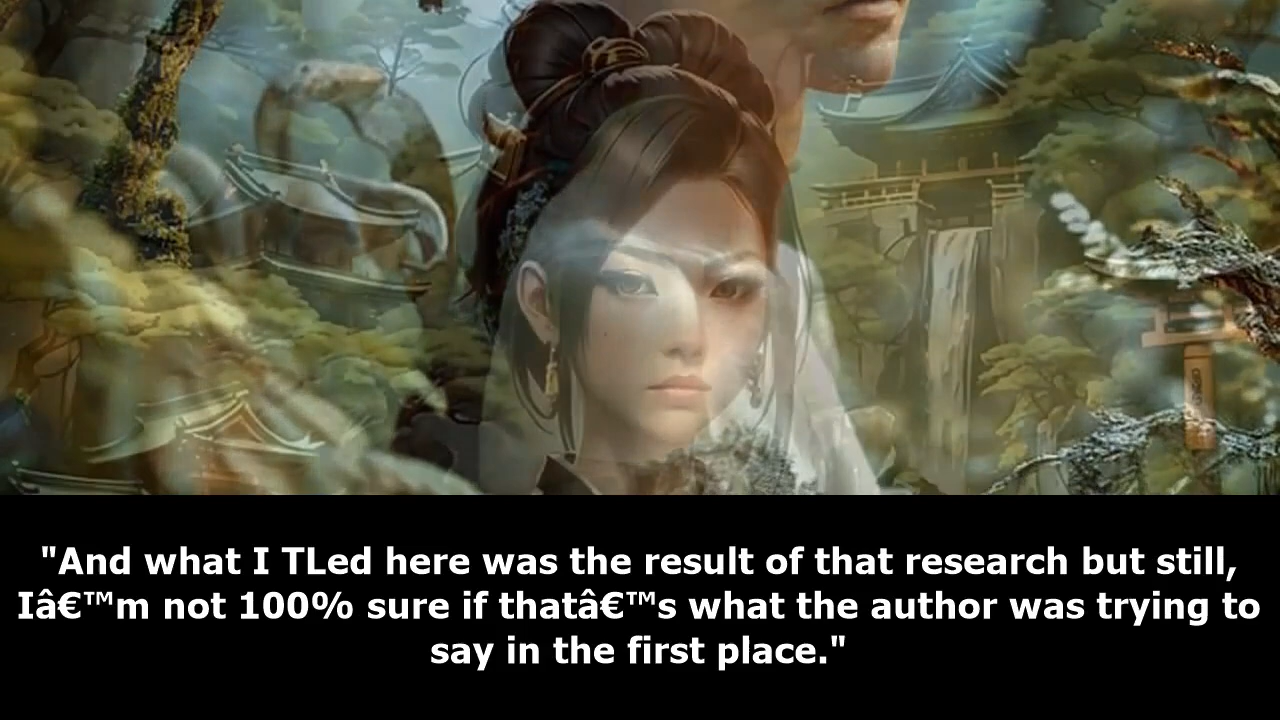 "And what I TLed here was the result of that research but still,
Iâ€™m not 100% sure if thatâ€™s what the author was trying to
say in the first place."